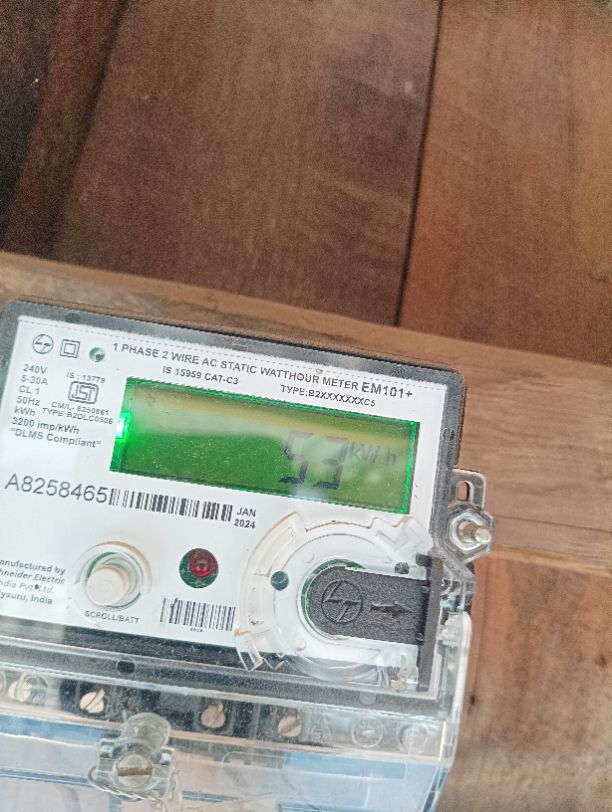 1 PHASE 2 WIRE AC STATIC WATTHOUR METER EM101+
IS 15959 CAT-C3
TYPE:B2XXXXXXXC5
240V
5-30A
CL 1
50Hz
kWh
3200 imp/kWh
"DLMS Compliant"
IS : 13779
CM/L- 8250861
TYPE:B2DLC0506
53 kWh
A8258465
JAN
2024
anufactured by
hneider Electric
ndia Pvt. Ltd.
ysuru, India
SCROLL/BATT